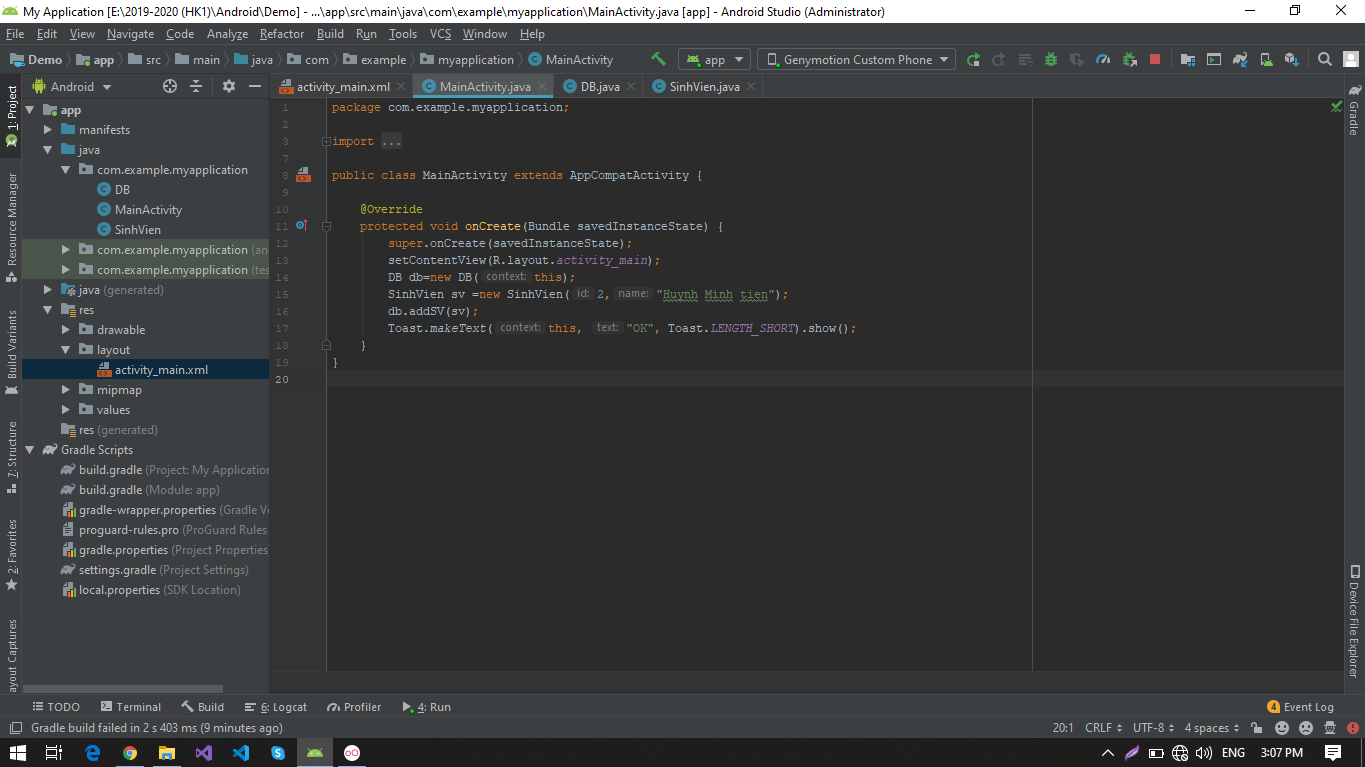 My Application [E:\2019-2020 (HK1)\Android\Demo] - ...\app\src\main\java\com\example\myapplication\MainActivity.java [app] - Android Studio (Administrator)
File Edit View Navigate Code Analyze Refactor Build Run Tools VCS Window Help
Demo app src main java com example myapplication MainActivity app Genymotion Custom Phone
Android activity_main.xml MainActivity.java DB.java SinhVien.java
1: Project
Resource Manager
Build Variants
7: Structure
2: Favorites
ayout Captures
app
manifests
java
com.example.myapplication
DB
MainActivity
SinhVien
com.example.myapplication (an
com.example.myapplication (tes
java (generated)
res
drawable
layout
activity_main.xml
mipmap
values
res (generated)
Gradle Scripts
build.gradle (Project: My Application
build.gradle (Module: app)
gradle-wrapper.properties (Gradle Ve
proguard-rules.pro (ProGuard Rules
gradle.properties (Project Properties
settings.gradle (Project Settings)
local.properties (SDK Location)
1 package com.example.myapplication;
2
3 import ...
7
8 public class MainActivity extends AppCompatActivity {
9
10 @Override
11 protected void onCreate(Bundle savedInstanceState) {
12 super.onCreate(savedInstanceState);
13 setContentView(R.layout.activity_main);
14 DB db=new DB( context: this);
15 SinhVien sv =new SinhVien( id: 2, name: "Huynh Minh tien");
16 db.addSV(sv);
17 Toast.makeText( context: this, text: "OK", Toast.LENGTH_SHORT).show();
18 }
19 }
20
Gradle
Device File Explorer
TODO Terminal Build 6: Logcat Profiler 4: Run 4 Event Log
Gradle build failed in 2 s 403 ms (9 minutes ago) 20:1 CRLF UTF-8 4 spaces
ENG 3:07 PM